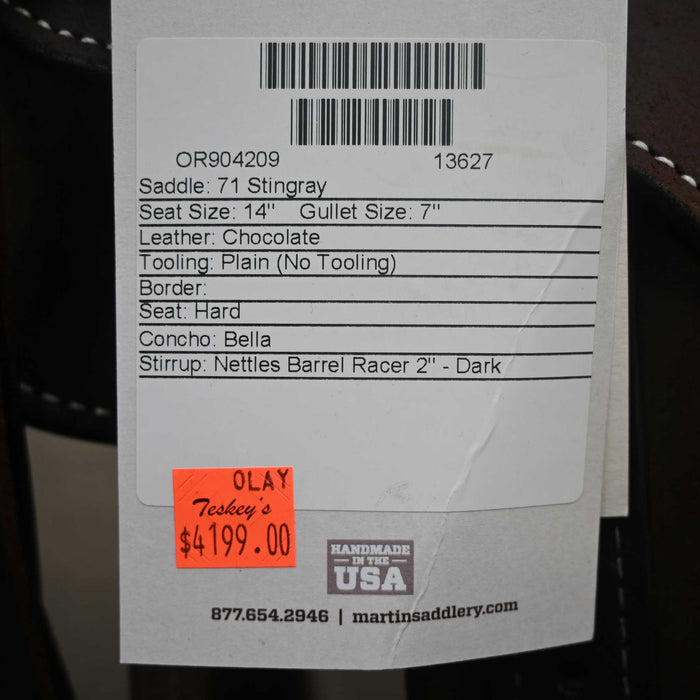 OR904209 13627
Saddle: 71 Stingray
Seat Size: 14" Gullet Size: 7"
Leather: Chocolate
Tooling: Plain (No Tooling)
Border:
Seat: Hard
Concho: Bella
Stirrup: Nettles Barrel Racer 2" - Dark
OLAY
Teskey's
$4199.00
HANDMADE
IN THE
USA
877.654.2946 | martinsaddlery.com